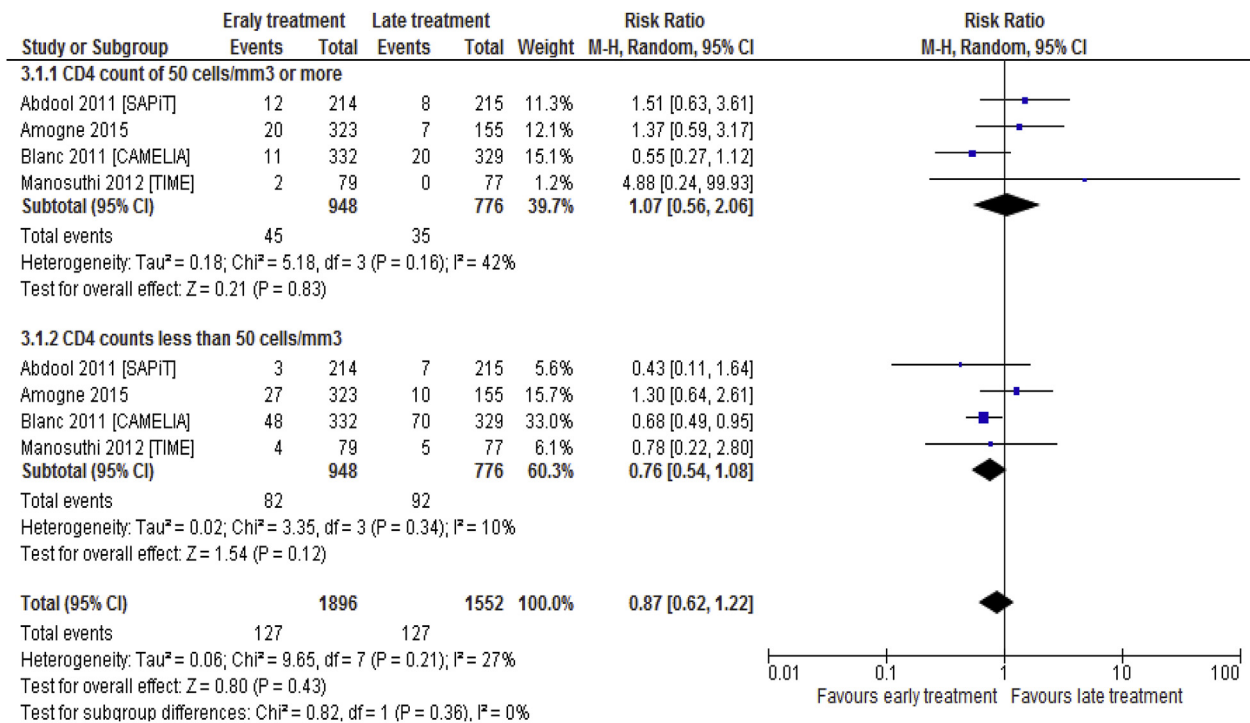 Eraly treatment Late treatment Risk Ratio Risk Ratio
Study or Subgroup Events Total Events Total Weight M-H, Random, 95% CI M-H, Random, 95% CI
3.1.1 CD4 count of 50 cells/mm3 or more
Abdool 2011 [SAPiT] 12 214 8 215 11.3% 1.51 [0.63, 3.61]
Amogne 2015 20 323 7 155 12.1% 1.37 [0.59, 3.17]
Blanc 2011 [CAMELIA] 11 332 20 329 15.1% 0.55 [0.27, 1.12]
Manosuthi 2012 [TIME] 2 79 0 77 1.2% 4.88 [0.24, 99.93]
Subtotal (95% CI) 948 776 39.7% 1.07 [0.56, 2.06]
Total events 45 35
Heterogeneity: Tau² = 0.18; Chi² = 5.18, df = 3 (P = 0.16); I² = 42%
Test for overall effect: Z = 0.21 (P = 0.83)
3.1.2 CD4 counts less than 50 cells/mm3
Abdool 2011 [SAPiT] 3 214 7 215 5.6% 0.43 [0.11, 1.64]
Amogne 2015 27 323 10 155 15.7% 1.30 [0.64, 2.61]
Blanc 2011 [CAMELIA] 48 332 70 329 33.0% 0.68 [0.49, 0.95]
Manosuthi 2012 [TIME] 4 79 5 77 6.1% 0.78 [0.22, 2.80]
Subtotal (95% CI) 948 776 60.3% 0.76 [0.54, 1.08]
Total events 82 92
Heterogeneity: Tau² = 0.02; Chi² = 3.35, df = 3 (P = 0.34); I² = 10%
Test for overall effect: Z = 1.54 (P = 0.12)
Total (95% CI) 1896 1552 100.0% 0.87 [0.62, 1.22]
Total events 127 127
Heterogeneity: Tau² = 0.06; Chi² = 9.65, df = 7 (P = 0.21); I² = 27%
Test for overall effect: Z = 0.80 (P = 0.43)
Test for subgroup differences: Chi² = 0.82, df = 1 (P = 0.36), I² = 0%
0.01 0.1 1 10 100
Favours early treatment Favours late treatment